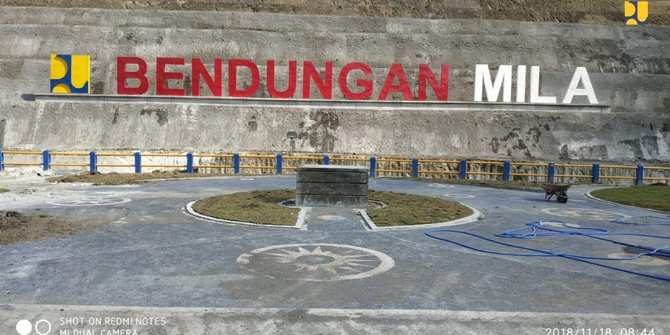 BENDUNGAN MILA
SHOT ON REDMI NOTE5
MI DUAL CAMERA
2018/11/18 08:44